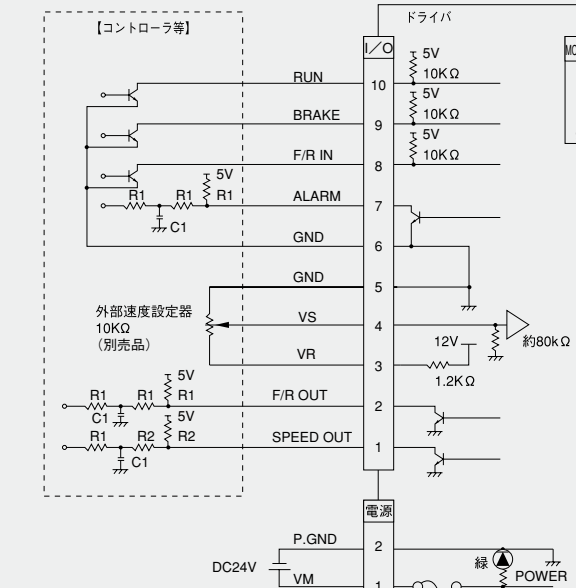 【コントローラ等】
ドライバ
I／O
RUN
10
5V
10KΩ
BRAKE
9
5V
10KΩ
F/R IN
8
5V
10KΩ
R1
R1
5V
R1
C1
ALARM
7
GND
6
GND
5
外部速度設定器
10KΩ
（別売品）
VS
4
約80kΩ
VR
3
12V
1.2KΩ
R1
R1
5V
R1
C1
F/R OUT
2
R1
R2
5V
R2
C1
SPEED OUT
1
電源
P.GND
2
DC24V
VM
1
緑
POWER